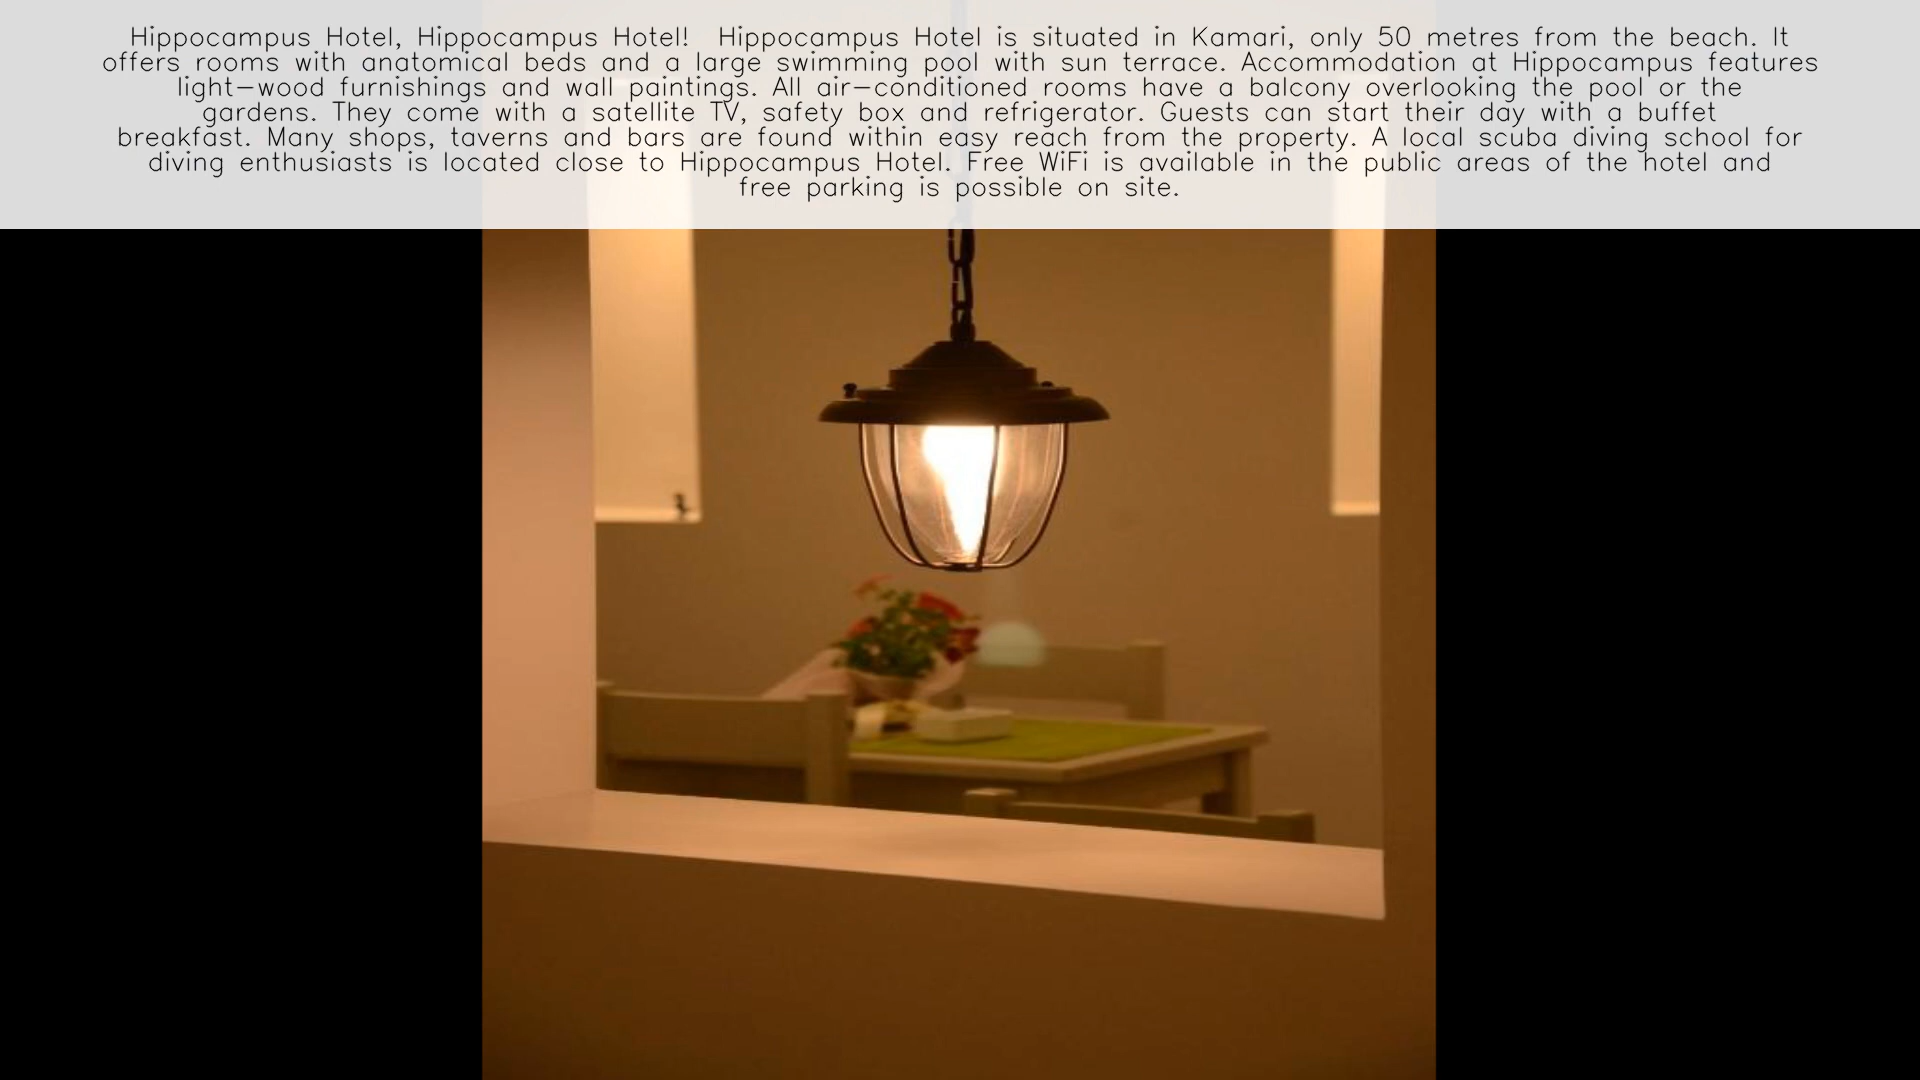 Hippocampus Hotel, Hippocampus Hotel! Hippocampus Hotel is situated in Kamari, only 50 metres from the beach. It
offers rooms with anatomical beds and a large swimming pool with sun terrace. Accommodation at Hippocampus features
light-wood furnishings and wall paintings. All air-conditioned rooms have a balcony overlooking the pool or the
gardens. They come with a satellite TV, safety box and refrigerator. Guests can start their day with a buffet
breakfast. Many shops, taverns and bars are found within easy reach from the property. A local scuba diving school for
diving enthusiasts is located close to Hippocampus Hotel. Free WiFi is available in the public areas of the hotel and
free parking is possible on site.